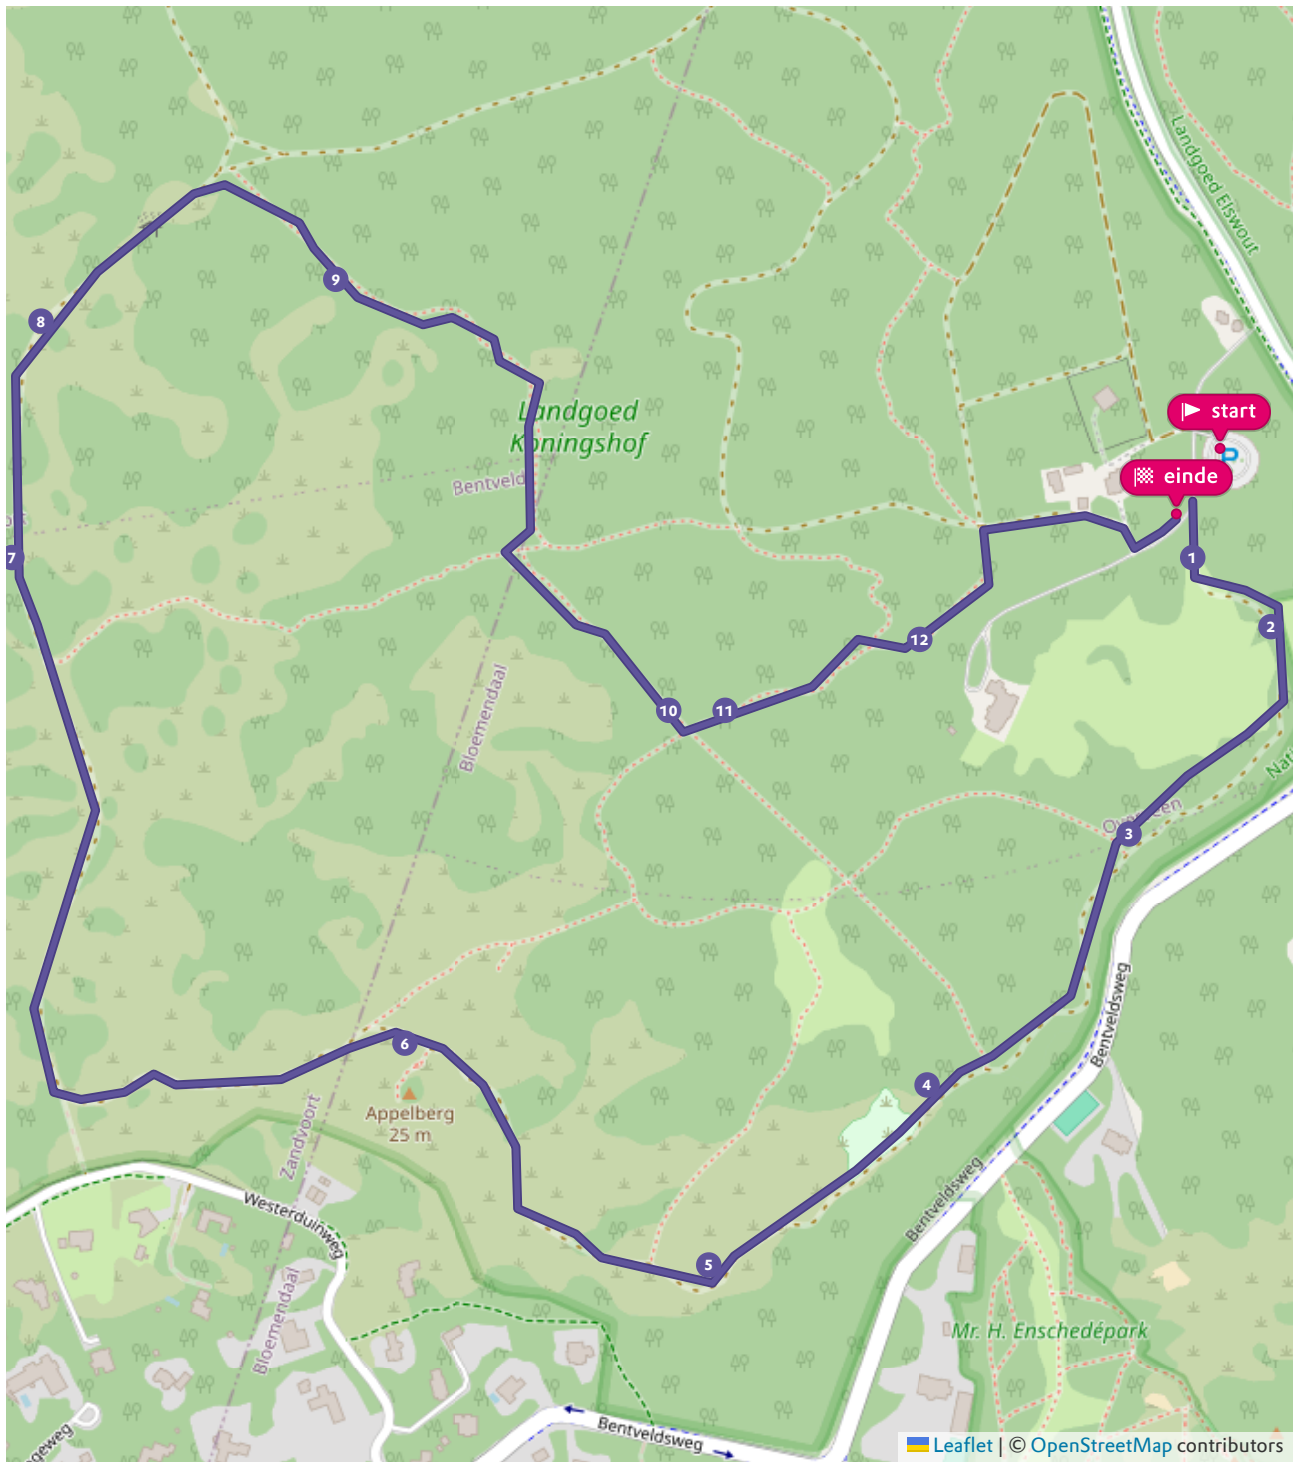 Landgoed Elswout
start
P
einde
Landgoed
Koningshof
Bentveld
1
2
3
4
5
6
7
8
9
10
11
12
Bloemendaal
Overveen
Bentveldsweg
Appelberg
25 m
Zandvoort
Westerduinweg
Bentveldsweg
Bloemendaal
Mr. H. Enschedépark
Bentveldsweg
Leaflet | © OpenStreetMap contributors